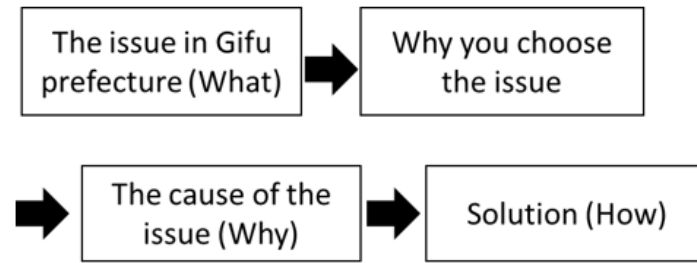 The issue in Gifu
prefecture (What)
Why you choose
the issue
The cause of the
issue (Why)
Solution (How)